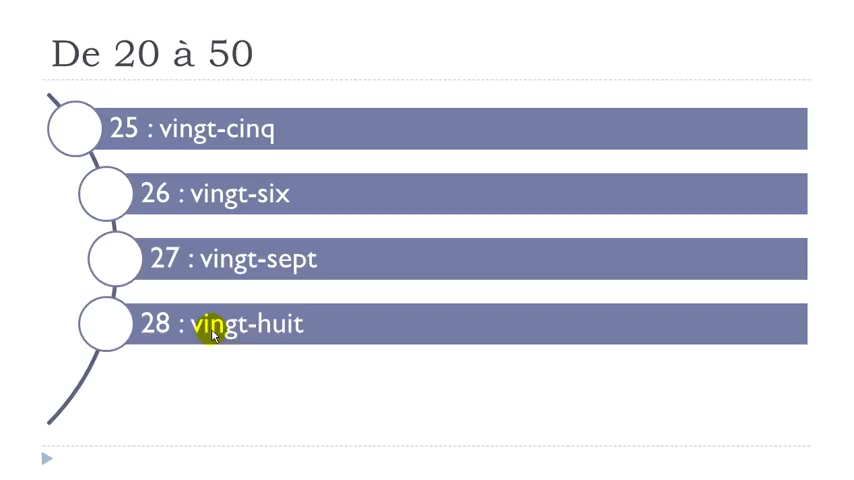 De 20 à 50
25 : vingt-cinq
26 : vingt-six
27 : vingt-sept
28 : vingt-huit